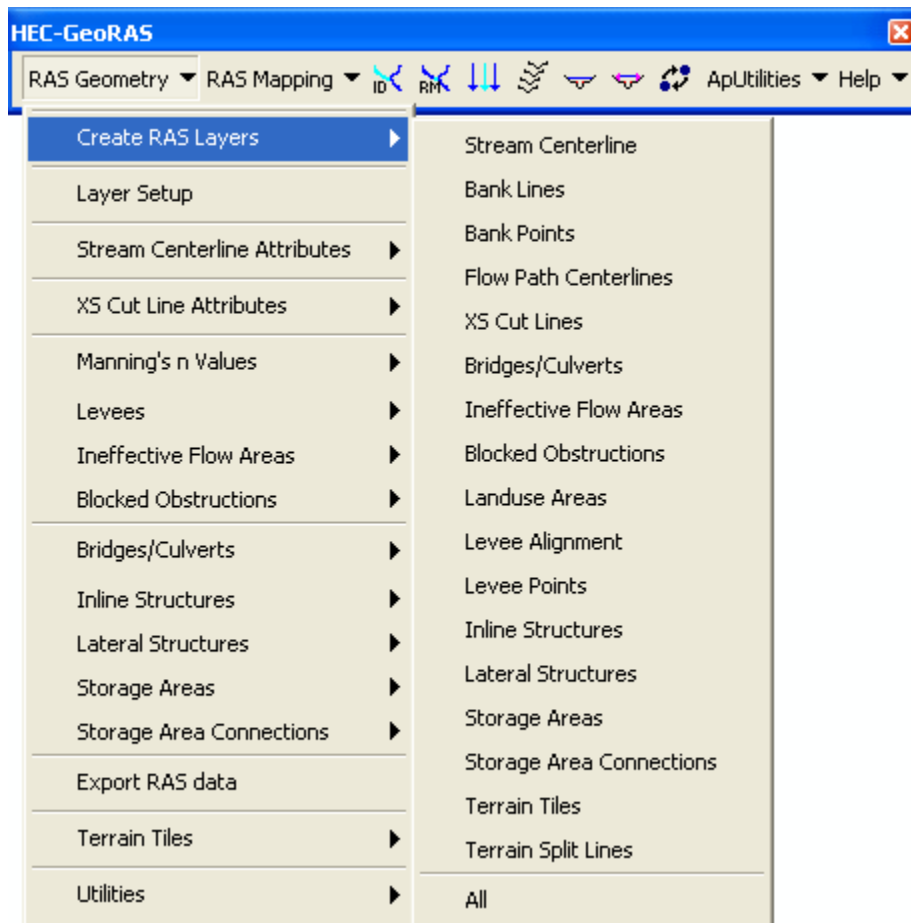 HEC-GeoRAS
RAS Geometry RAS Mapping ID RM ApUtilities Help
Create RAS Layers
Layer Setup
Stream Centerline Attributes
XS Cut Line Attributes
Manning's n Values
Levees
Ineffective Flow Areas
Blocked Obstructions
Bridges/Culverts
Inline Structures
Lateral Structures
Storage Areas
Storage Area Connections
Export RAS data
Terrain Tiles
Utilities
Stream Centerline
Bank Lines
Bank Points
Flow Path Centerlines
XS Cut Lines
Bridges/Culverts
Ineffective Flow Areas
Blocked Obstructions
Landuse Areas
Levee Alignment
Levee Points
Inline Structures
Lateral Structures
Storage Areas
Storage Area Connections
Terrain Tiles
Terrain Split Lines
All